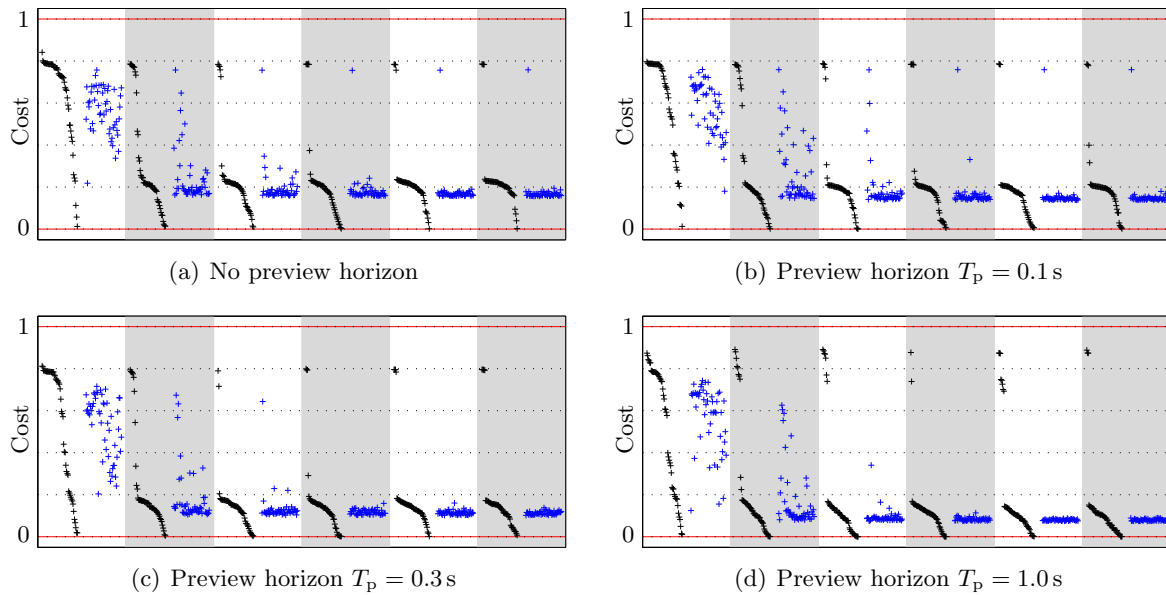 1
Cost
0
(a) No preview horizon
1
Cost
0
(b) Preview horizon Tp = 0.1 s
1
Cost
0
(c) Preview horizon Tp = 0.3 s
1
Cost
0
(d) Preview horizon Tp = 1.0 s